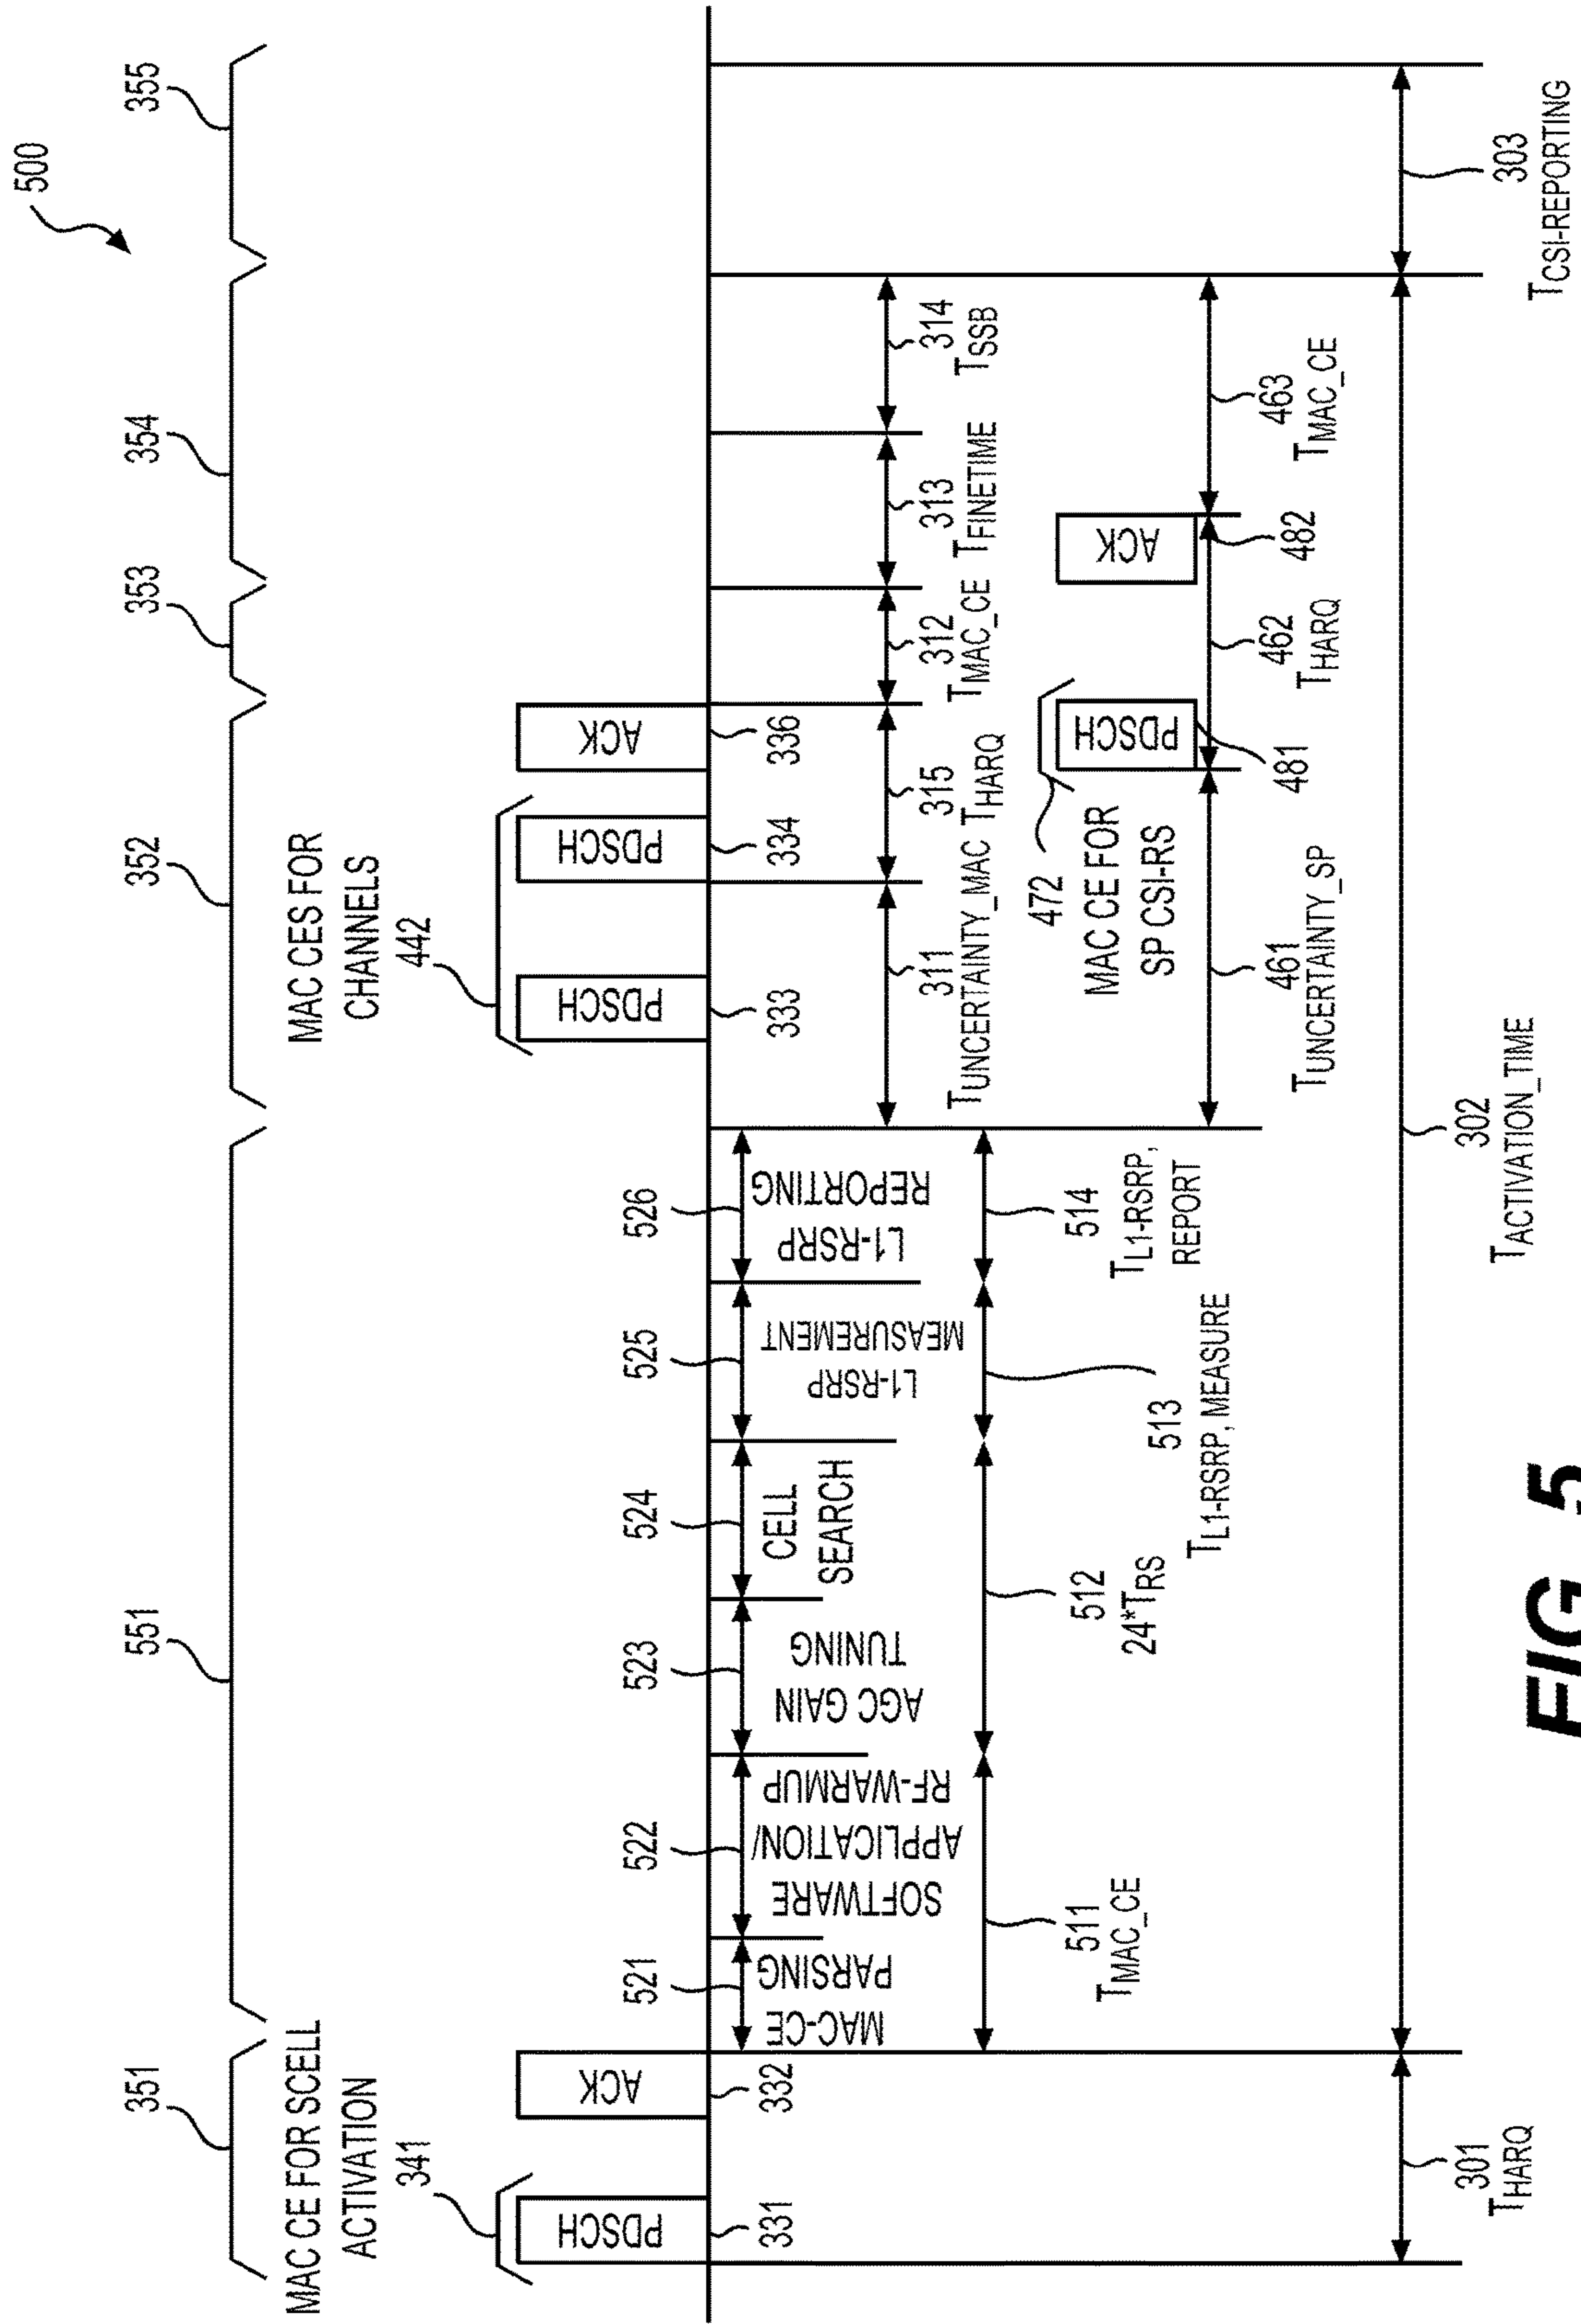 500
351
551
352
353
354
355
MAC CE FOR SCELL
ACTIVATION
341
PDSCH
331
ACK
332
MAC CES FOR
CHANNELS
442
PDSCH
333
PDSCH
334
ACK
336
521
522
523
524
525
526
MAC-CE
PARSING
SOFTWARE
APPLICATION/
RF-WARMUP
AGC GAIN
TUNING
CELL
SEARCH
L1-RSRP
MEASUREMENT
L1-RSRP
REPORTING
511
TMAC_CE
512
24*TRS
513
TL1-RSRP, MEASURE
514
TL1-RSRP,
REPORT
311
TUNCERTAINTY_MAC
315
THARQ
312
TMAC_CE
313
TFINETIME
314
TSSB
472
MAC CE FOR
SP CSI-RS
PDSCH
481
ACK
482
461
TUNCERTAINTY_SP
462
THARQ
463
TMAC_CE
301
THARQ
302
TACTIVATION_TIME
303
TCSI-REPORTING
FIG. 5